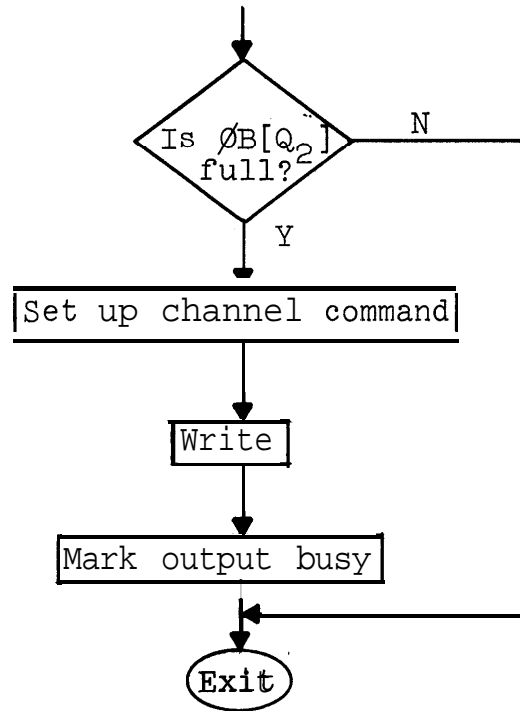 Is ØB[Q₂]
full?
N
Y
Set up channel command
Write
Mark output busy
Exit